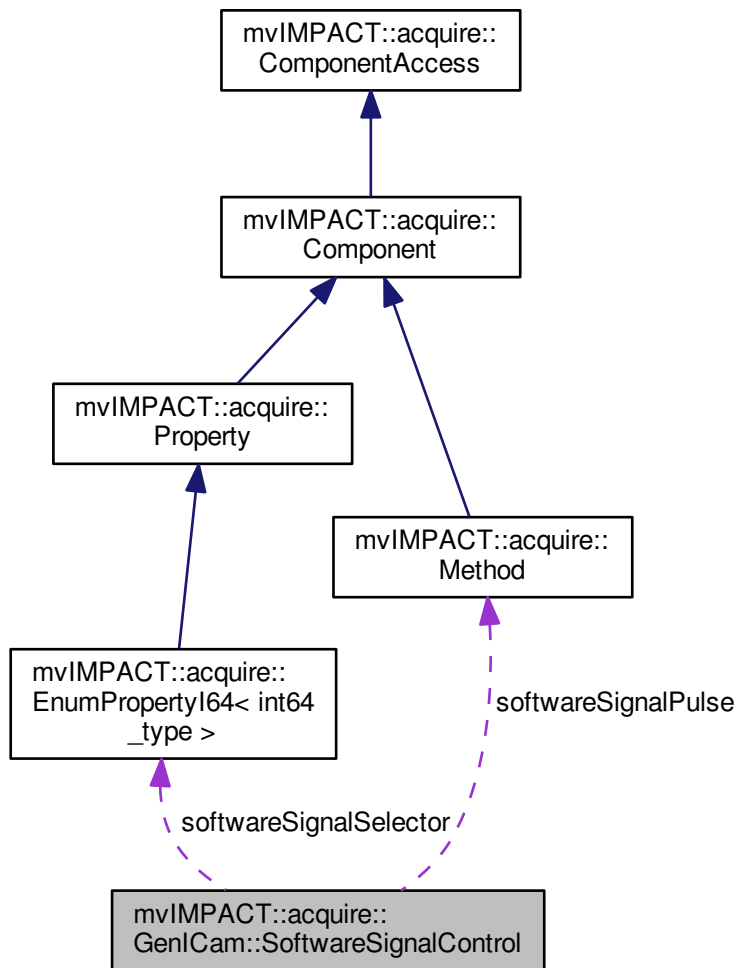 mvIMPACT::acquire::
ComponentAccess
mvIMPACT::acquire::
Component
mvIMPACT::acquire::
Property
mvIMPACT::acquire::
Method
mvIMPACT::acquire::
EnumPropertyI64< int64
_type >
softwareSignalPulse
softwareSignalSelector
mvIMPACT::acquire::
GenICam::SoftwareSignalControl